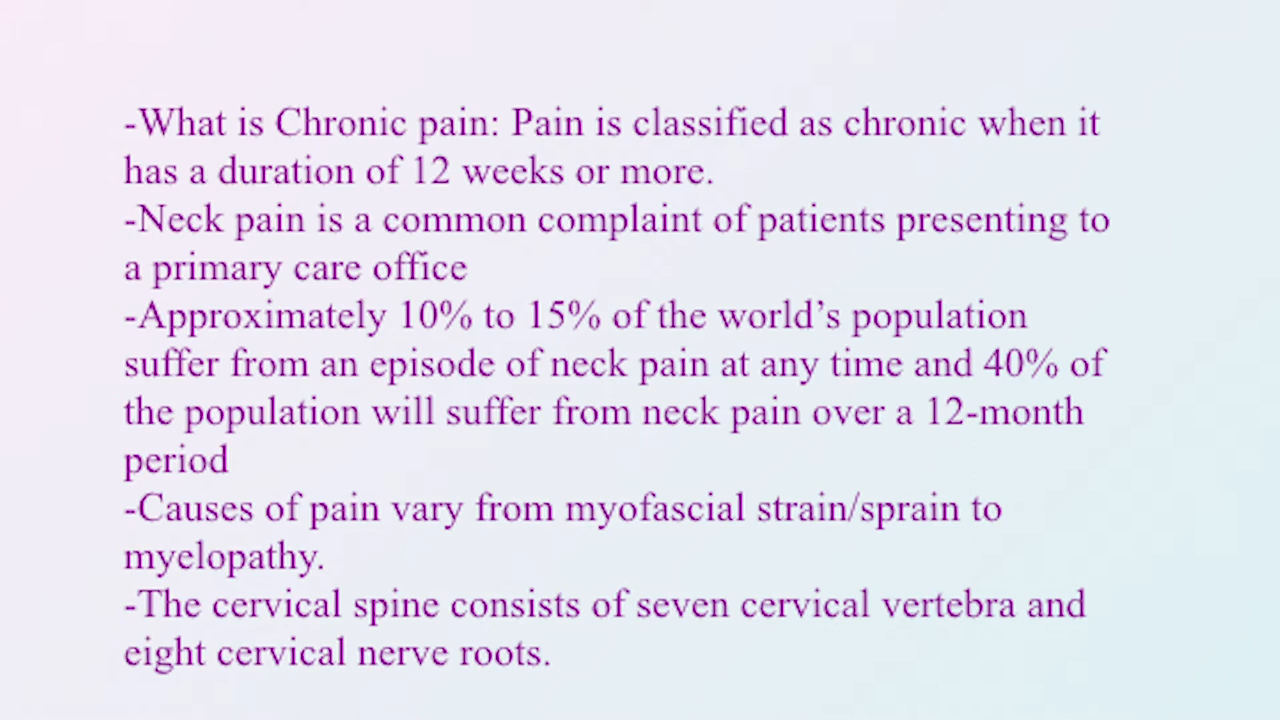 -What is Chronic pain: Pain is classified as chronic when it
has a duration of 12 weeks or more.
-Neck pain is a common complaint of patients presenting to
a primary care office
-Approximately 10% to 15% of the world’s population
suffer from an episode of neck pain at any time and 40% of
the population will suffer from neck pain over a 12-month
period
-Causes of pain vary from myofascial strain/sprain to
myelopathy.
-The cervical spine consists of seven cervical vertebra and
eight cervical nerve roots.